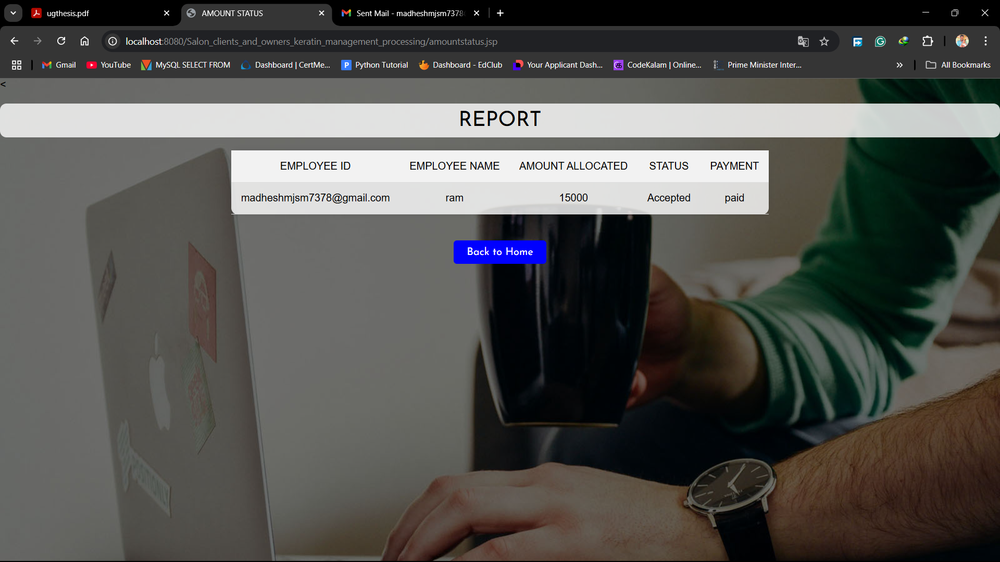 ugthesis.pdf
AMOUNT STATUS
Sent Mail - madheshmjsm7378
localhost:8080/Salon_clients_and_owners_keratin_management_processing/amountstatus.jsp
Gmail
YouTube
MySQL SELECT FROM
Dashboard | CertMe...
Python Tutorial
Dashboard - EdClub
Your Applicant Dash...
CodeKalam | Online...
Prime Minister Inter...
All Bookmarks
<
REPORT
EMPLOYEE ID EMPLOYEE NAME AMOUNT ALLOCATED STATUS PAYMENT
madheshmjsm7378@gmail.com ram 15000 Accepted paid
Back to Home